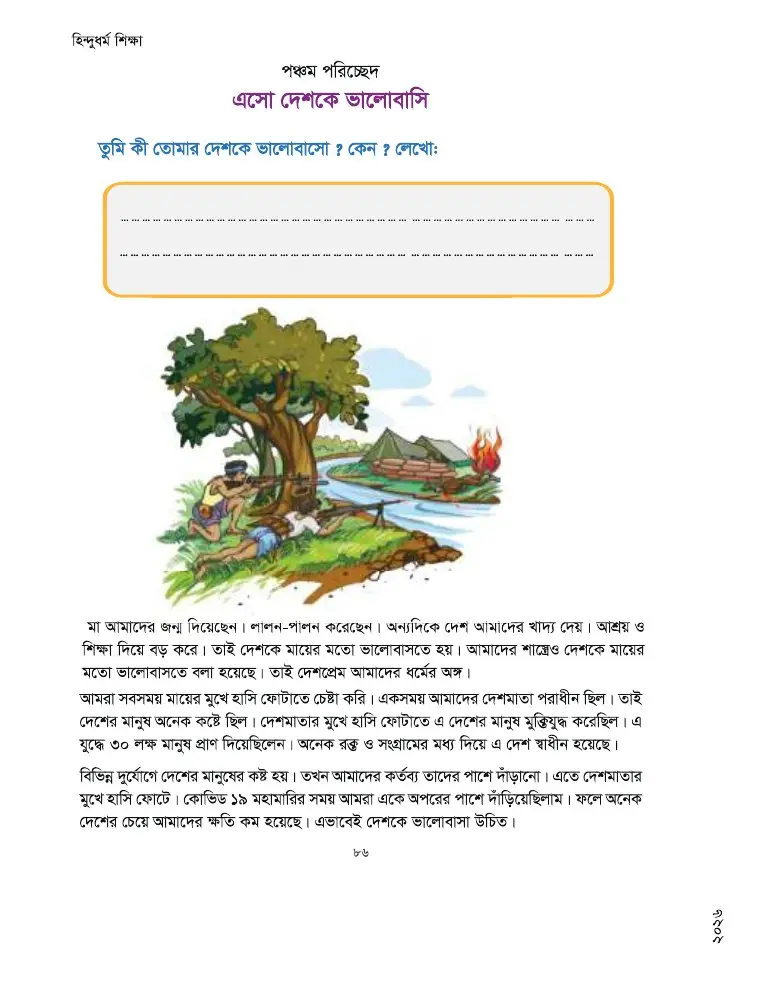 হিন্দুধর্ম শিক্ষা
পঞ্চম পরিচ্ছেদ
এসো দেশকে ভালোবাসি
তুমি কী তোমার দেশকে ভালোবাসো ? কেন ? লেখো:
মা আমাদের জন্ম দিয়েছেন। লালন-পালন করেছেন। অন্যদিকে দেশ আমাদের খাদ্য দেয়। আশ্রয় ও
শিক্ষা দিয়ে বড় করে। তাই দেশকে মায়ের মতো ভালোবাসতে হয়। আমাদের শাস্ত্রেও দেশকে মায়ের
মতো ভালোবাসতে বলা হয়েছে। তাই দেশপ্রেম আমাদের ধর্মের অঙ্গ।
আমরা সবসময় মায়ের মুখে হাসি ফোটাতে চেষ্টা করি। একসময় আমাদের দেশমাতা পরাধীন ছিল। তাই
দেশের মানুষ অনেক কষ্টে ছিল। দেশমাতার মুখে হাসি ফোটাতে এ দেশের মানুষ মুক্তিযুদ্ধ করেছিল। এ
যুদ্ধে ৩০ লক্ষ মানুষ প্রাণ দিয়েছিলেন। অনেক রক্ত ও সংগ্রামের মধ্য দিয়ে এ দেশ স্বাধীন হয়েছে।
বিভিন্ন দুর্যোগে দেশের মানুষের কষ্ট হয়। তখন আমাদের কর্তব্য তাদের পাশে দাঁড়ানো। এতে দেশমাতার
মুখে হাসি ফোটে। কোভিড ১৯ মহামারির সময় আমরা একে অপরের পাশে দাঁড়িয়েছিলাম। ফলে অনেক
দেশের চেয়ে আমাদের ক্ষতি কম হয়েছে। এভাবেই দেশকে ভালোবাসা উচিত।
৮৬
২০২৬